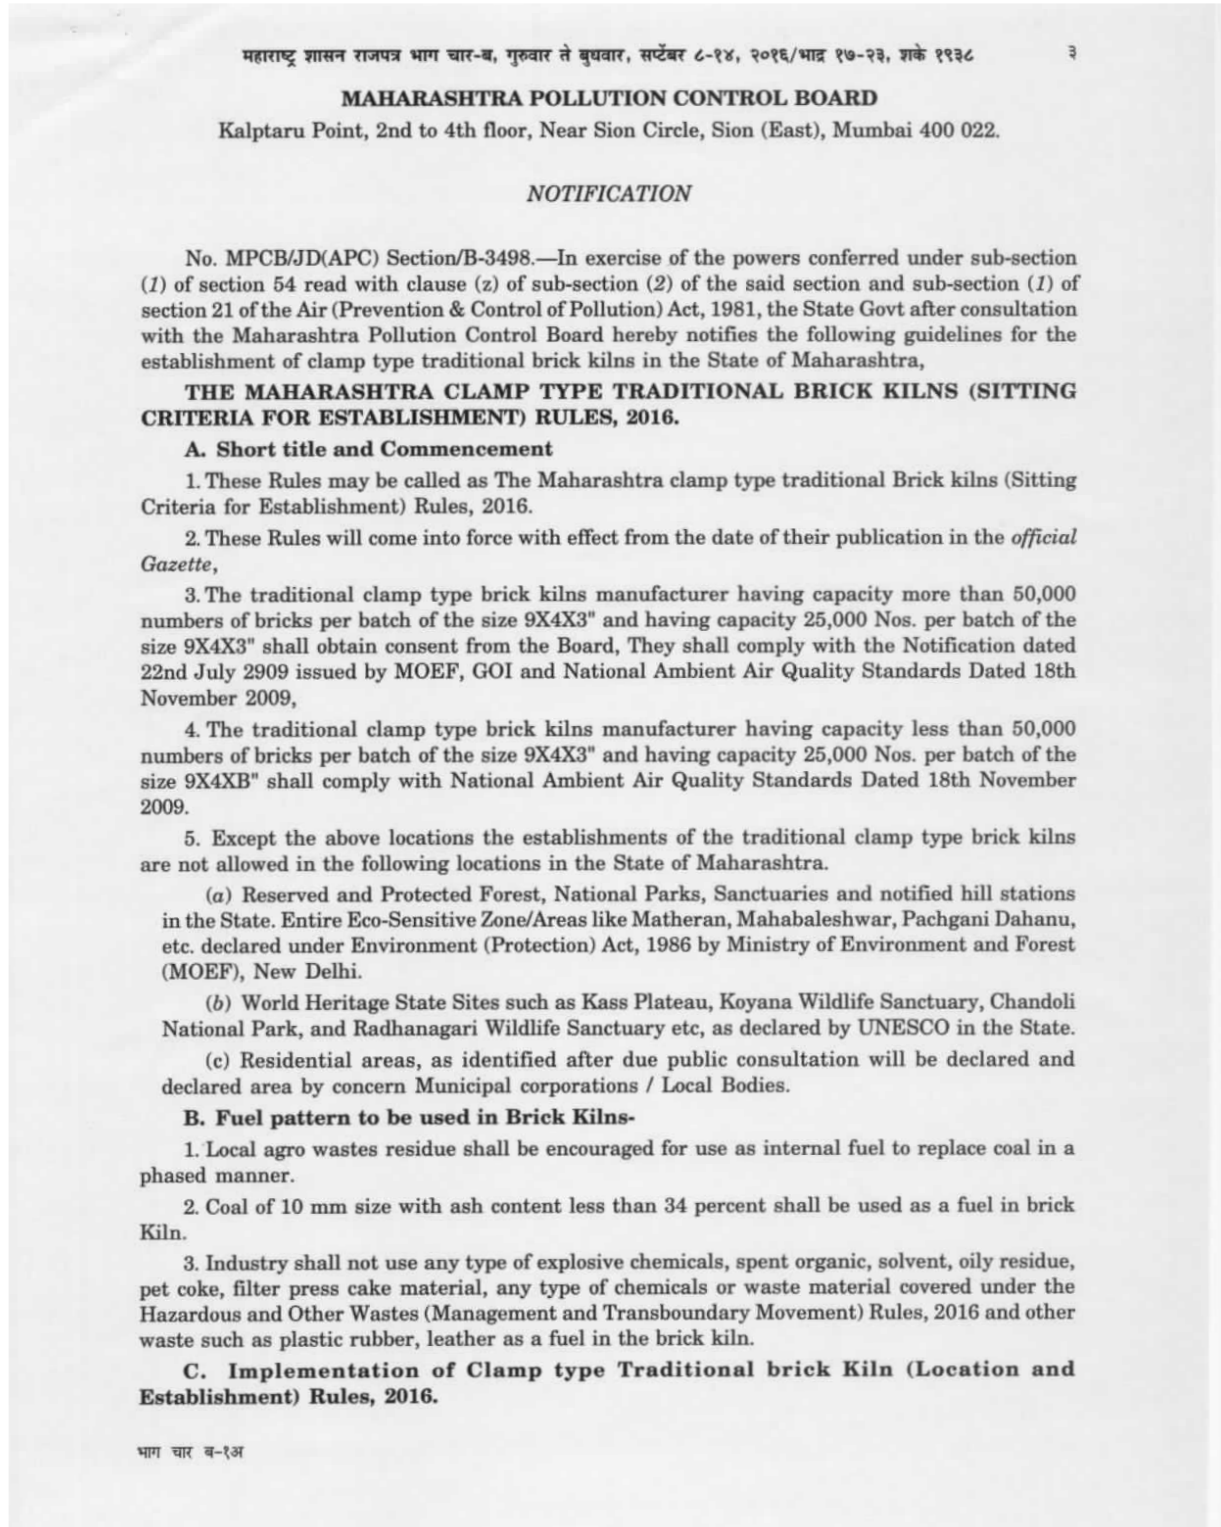 महाराष्ट्र शासन राजपत्र भाग चार-ब, गुरुवार ते बुधवार, सप्टेंबर ८-१४, २०१६/भाद्र १७-२३, शके १९३८ ३
MAHARASHTRA POLLUTION CONTROL BOARD
Kalptaru Point, 2nd to 4th floor, Near Sion Circle, Sion (East), Mumbai 400 022.
NOTIFICATION
No. MPCB/JD(APC) Section/B-3498.—In exercise of the powers conferred under sub-section
(1) of section 54 read with clause (z) of sub-section (2) of the said section and sub-section (1) of
section 21 of the Air (Prevention & Control of Pollution) Act, 1981, the State Govt after consultation
with the Maharashtra Pollution Control Board hereby notifies the following guidelines for the
establishment of clamp type traditional brick kilns in the State of Maharashtra,
THE MAHARASHTRA CLAMP TYPE TRADITIONAL BRICK KILNS (SITTING
CRITERIA FOR ESTABLISHMENT) RULES, 2016.
A. Short title and Commencement
1. These Rules may be called as The Maharashtra clamp type traditional Brick kilns (Sitting
Criteria for Establishment) Rules, 2016.
2. These Rules will come into force with effect from the date of their publication in the official
Gazette,
3. The traditional clamp type brick kilns manufacturer having capacity more than 50,000
numbers of bricks per batch of the size 9X4X3" and having capacity 25,000 Nos. per batch of the
size 9X4X3" shall obtain consent from the Board, They shall comply with the Notification dated
22nd July 2909 issued by MOEF, GOI and National Ambient Air Quality Standards Dated 18th
November 2009,
4. The traditional clamp type brick kilns manufacturer having capacity less than 50,000
numbers of bricks per batch of the size 9X4X3" and having capacity 25,000 Nos. per batch of the
size 9X4XB" shall comply with National Ambient Air Quality Standards Dated 18th November
2009.
5. Except the above locations the establishments of the traditional clamp type brick kilns
are not allowed in the following locations in the State of Maharashtra.
(a) Reserved and Protected Forest, National Parks, Sanctuaries and notified hill stations
in the State. Entire Eco-Sensitive Zone/Areas like Matheran, Mahabaleshwar, Pachgani Dahanu,
etc. declared under Environment (Protection) Act, 1986 by Ministry of Environment and Forest
(MOEF), New Delhi.
(b) World Heritage State Sites such as Kass Plateau, Koyana Wildlife Sanctuary, Chandoli
National Park, and Radhanagari Wildlife Sanctuary etc, as declared by UNESCO in the State.
(c) Residential areas, as identified after due public consultation will be declared and
declared area by concern Municipal corporations / Local Bodies.
B. Fuel pattern to be used in Brick Kilns-
1. Local agro wastes residue shall be encouraged for use as internal fuel to replace coal in a
phased manner.
2. Coal of 10 mm size with ash content less than 34 percent shall be used as a fuel in brick
Kiln.
3. Industry shall not use any type of explosive chemicals, spent organic, solvent, oily residue,
pet coke, filter press cake material, any type of chemicals or waste material covered under the
Hazardous and Other Wastes (Management and Transboundary Movement) Rules, 2016 and other
waste such as plastic rubber, leather as a fuel in the brick kiln.
C. Implementation of Clamp type Traditional brick Kiln (Location and
Establishment) Rules, 2016.
भाग चार ब-१अ